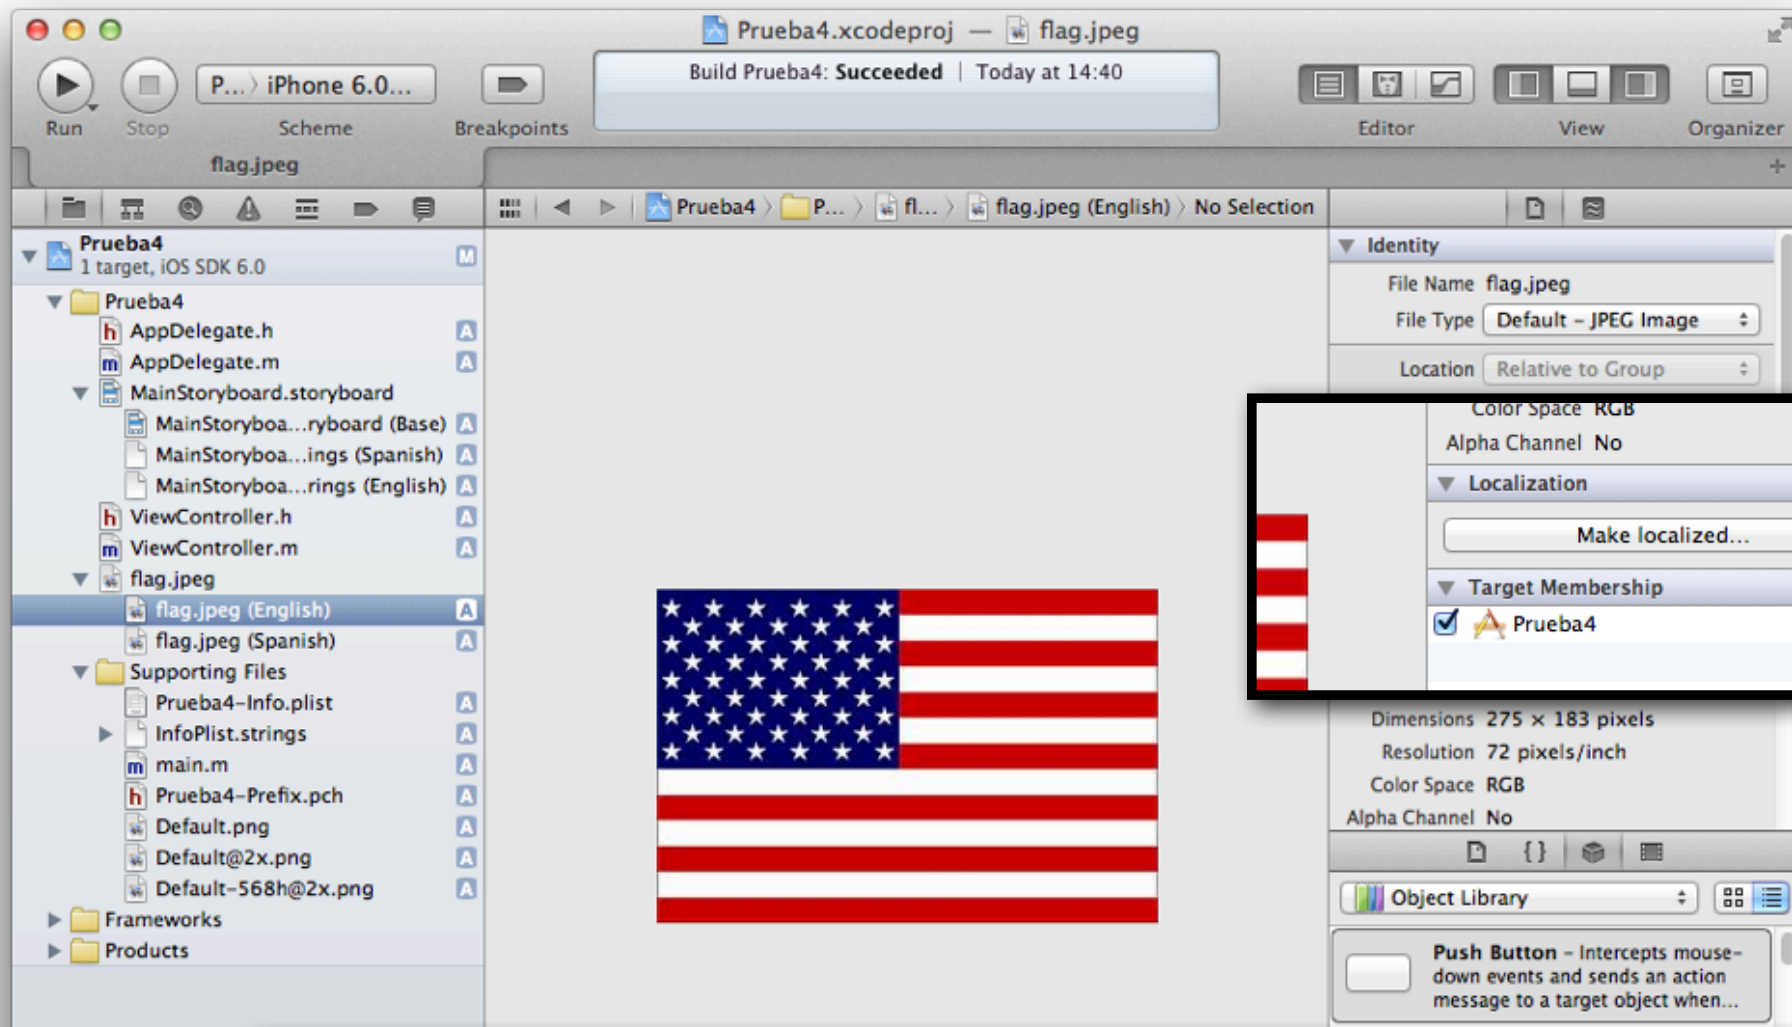 Prueba4.xcodeproj — flag.jpeg
P... › iPhone 6.0...
Build Prueba4: Succeeded | Today at 14:40
Run Stop Scheme Breakpoints Editor View Organizer
flag.jpeg +
Prueba4 › P... › fl... › flag.jpeg (English) › No Selection
Prueba4 M
1 target, iOS SDK 6.0
Prueba4
h AppDelegate.h A
m AppDelegate.m A
MainStoryboard.storyboard
MainStoryboa...ryboard (Base) A
MainStoryboa...ings (Spanish) A
MainStoryboa...rings (English) A
h ViewController.h A
m ViewController.m A
flag.jpeg
flag.jpeg (English) A
flag.jpeg (Spanish) A
Supporting Files
Prueba4-Info.plist A
InfoPlist.strings A
m main.m A
h Prueba4-Prefix.pch A
Default.png A
Default@2x.png A
Default-568h@2x.png A
Frameworks
Products
Identity
File Name flag.jpeg
File Type Default – JPEG Image
Location Relative to Group
Color Space RGB
Alpha Channel No
Localization
Make localized...
Target Membership
Prueba4
Dimensions 275 × 183 pixels
Resolution 72 pixels/inch
Color Space RGB
Alpha Channel No
{}
Object Library
Push Button – Intercepts mouse-
down events and sends an action
message to a target object when...